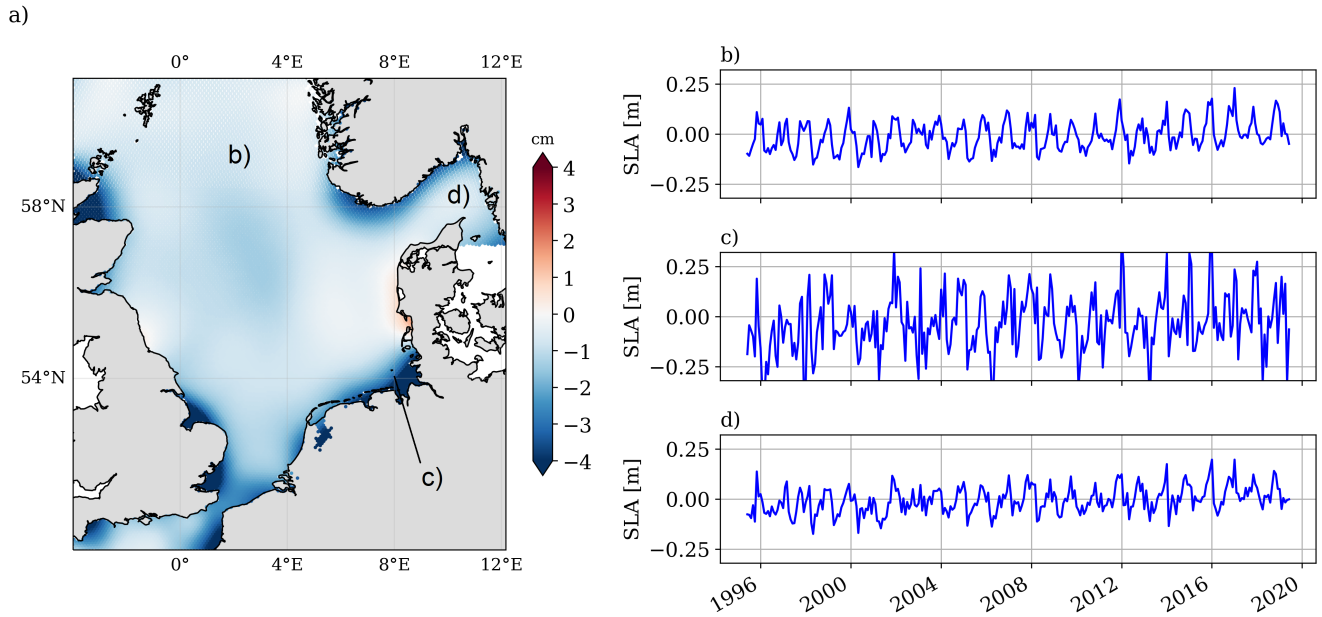 a)
0° 4°E 8°E 12°E
58°N
54°N
0° 4°E 8°E 12°E
b)
d)
c)
cm
4
3
2
1
0
−1
−2
−3
−4
b)
SLA [m]
0.25
0.00
−0.25
c)
SLA [m]
0.25
0.00
−0.25
d)
SLA [m]
0.25
0.00
−0.25
1996 2000 2004 2008 2012 2016 2020